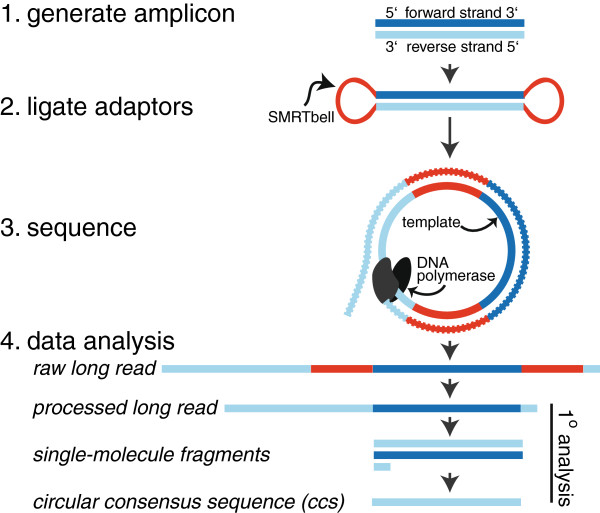 1. generate amplicon
5‘ forward strand 3‘
3‘ reverse strand 5‘
2. ligate adaptors
SMRTbell
3. sequence
template
DNA
polymerase
4. data analysis
raw long read
processed long read
single-molecule fragments
circular consensus sequence (ccs)
1° analysis